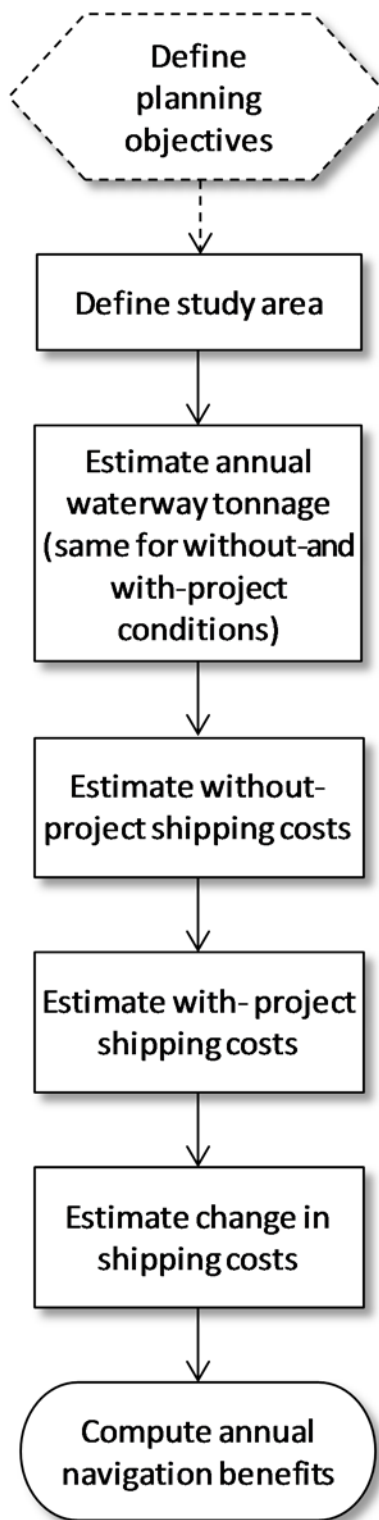 Define
planning
objectives
Define study area
Estimate annual
waterway tonnage
(same for without-and
with-project
conditions)
Estimate without-
project shipping costs
Estimate with- project
shipping costs
Estimate change in
shipping costs
Compute annual
navigation benefits